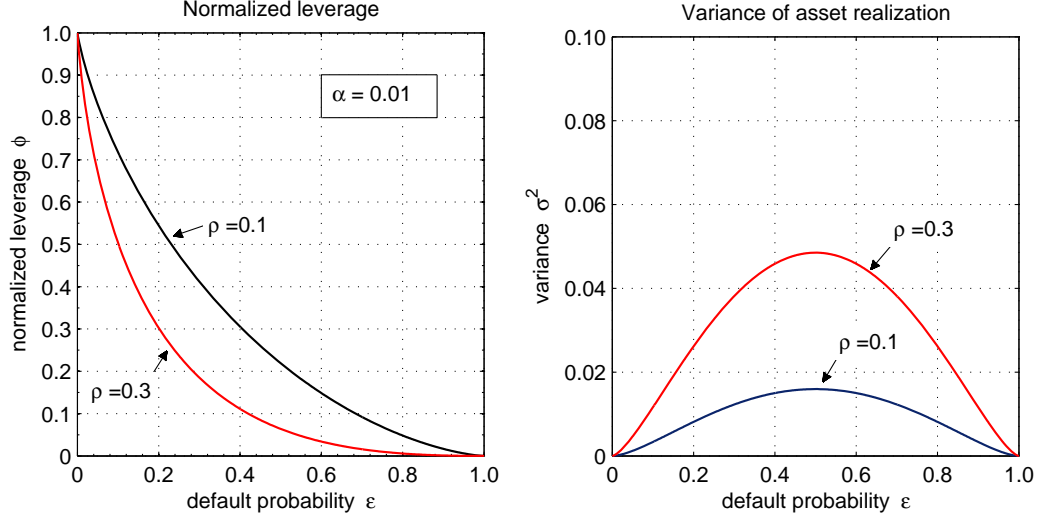 Normalized leverage
1.0
0.9
0.8
0.7
0.6
0.5
0.4
0.3
0.2
0.1
0
normalized leverage ϕ
α = 0.01
ρ =0.1
ρ =0.3
0.2
0.4
0.6
0.8
1.0
default probability ε
Variance of asset realization
0.10
0.08
0.06
0.04
0.02
0
variance σ²
ρ =0.3
ρ =0.1
0.0
0.2
0.4
0.6
0.8
1.0
default probability ε